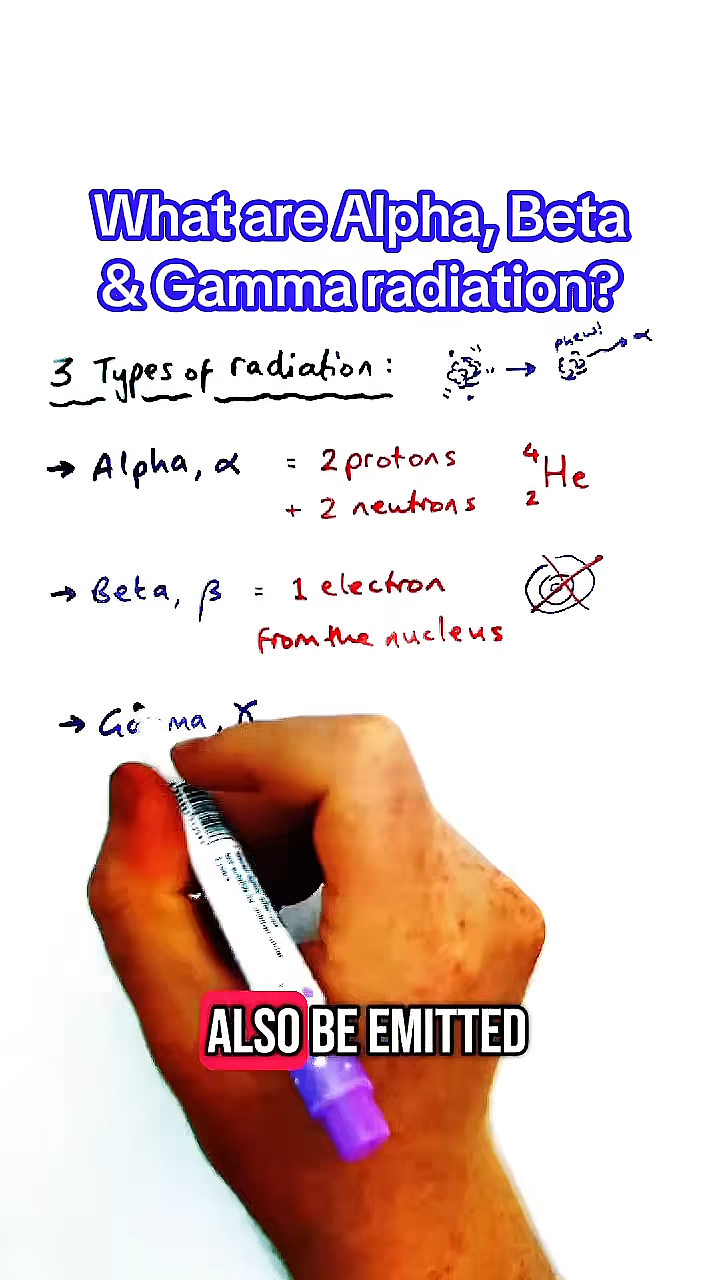 What are Alpha, Beta
& Gamma radiation?
phew!
3 Types of radiation: → → α
→ Alpha, α = 2 protons 4
He
+ 2 neutrons 2
→ Beta, β = 1 electron
from the nucleus
→ γ
ALSO BE EMITTED